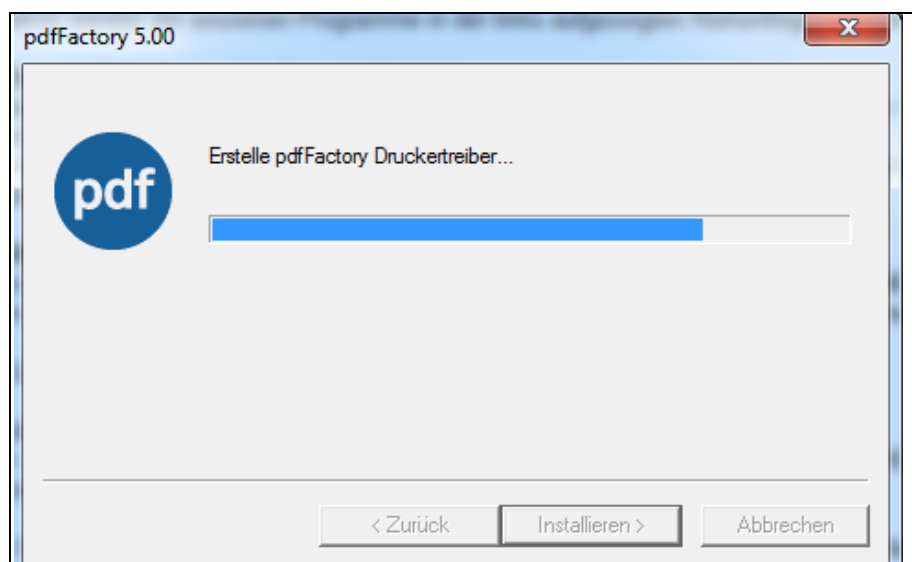 pdfFactory 5.00
Erstelle pdfFactory Druckertreiber...
pdf
< Zurück
Installieren >
Abbrechen